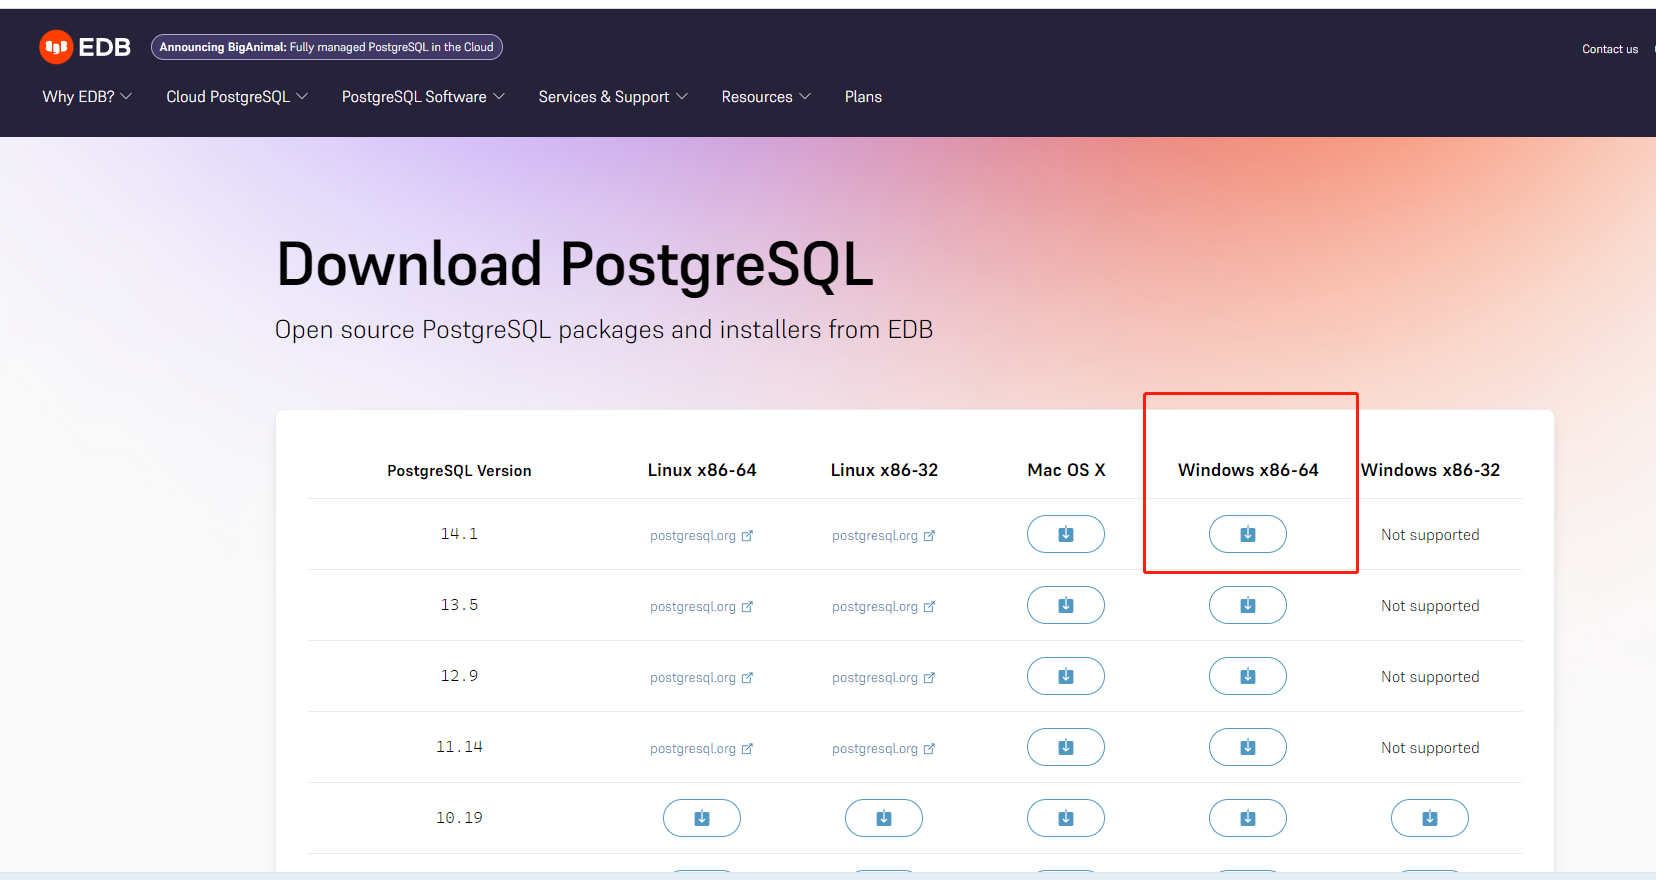 EDB
Announcing BigAnimal: Fully managed PostgreSQL in the Cloud
Contact us
Why EDB? Cloud PostgreSQL PostgreSQL Software Services & Support Resources Plans
Download PostgreSQL
Open source PostgreSQL packages and installers from EDB
PostgreSQL Version Linux x86-64 Linux x86-32 Mac OS X Windows x86-64 Windows x86-32
14.1 postgresql.org postgresql.org Not supported
13.5 postgresql.org postgresql.org Not supported
12.9 postgresql.org postgresql.org Not supported
11.14 postgresql.org postgresql.org Not supported
10.19